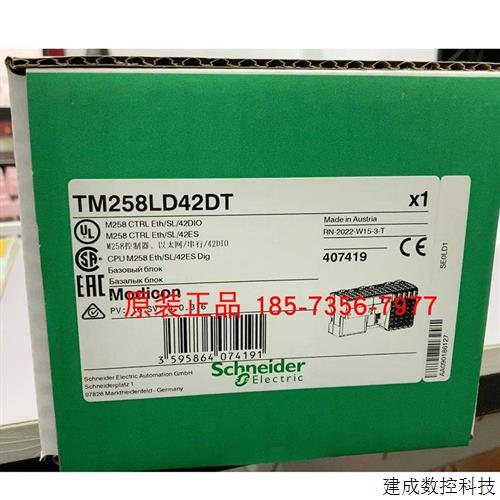 TM258LD42DT
x1
M258 CTRL Eth/SL/42DIO
M258 CTRL Eth/SL/42ES
M258控制器、以太网/串行/42DIO
CPU M258 Eth/SL/42ES Dig
Базовый блок
Базалық блок
Made in Austria
RN-2022-W15-3-T
407419
Modicon
原装正品 185-7356-7977
3 595864 074191
Schneider Electric Automation GmbH
Schneiderplatz 1
97828 Marktheidenfeld - Germany
Schneider
Electric
SE0LD1
A4090186127
建成数控科技